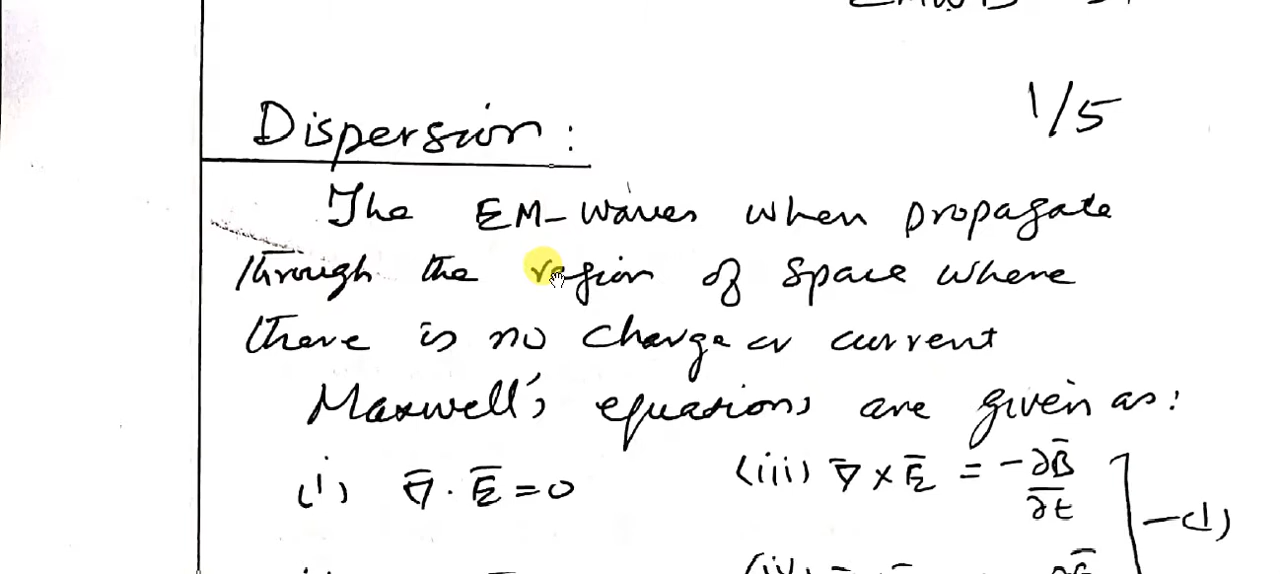 1/5
Dispersion:
The EM-waves when propagate
through the region of space where
there is no charge or current
Maxwell's equations are given as:
(i) ∇̄ · Ē = 0 (iii) ∇̄ × Ē = -∂B̄/∂t —(1)